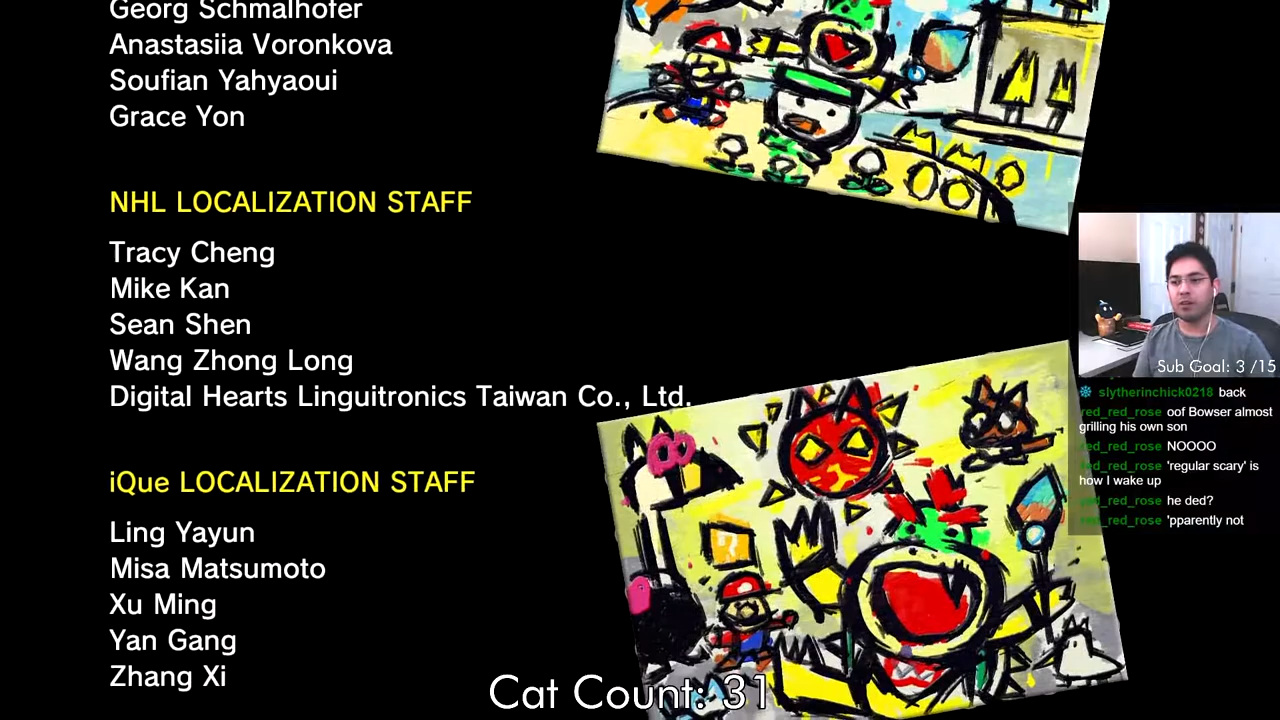 Georg Schmalhofer
Anastasiia Voronkova
Soufian Yahyaoui
Grace Yon
NHL LOCALIZATION STAFF
Tracy Cheng
Mike Kan
Sean Shen
Wang Zhong Long
Digital Hearts Linguitronics Taiwan Co., Ltd.
iQue LOCALIZATION STAFF
Ling Yayun
Misa Matsumoto
Xu Ming
Yan Gang
Zhang Xi
Cat Count: 31
Sub Goal: 3 /15
slytherinchick0218 back
red_red_rose oof Bowser almost
grilling his own son
red_red_rose NOOOO
red_red_rose 'regular scary' is
how I wake up
red_red_rose he ded?
red_red_rose 'pparently not